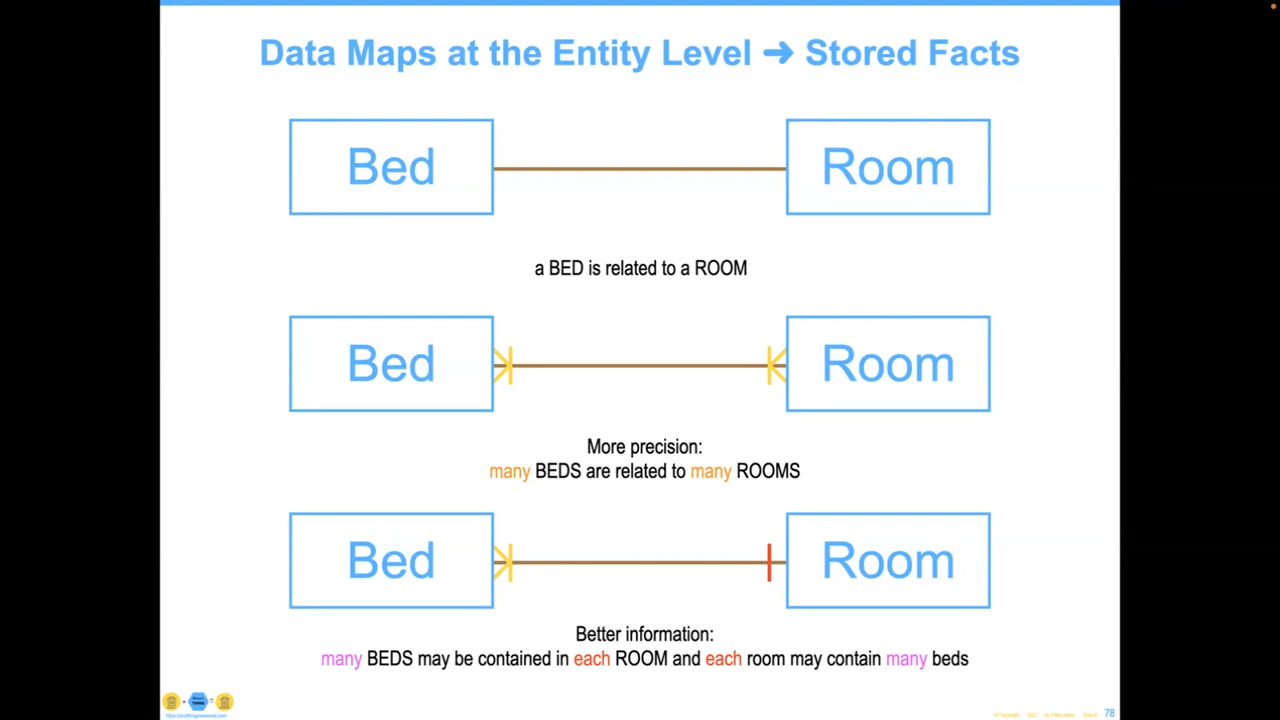 Data Maps at the Entity Level ➜ Stored Facts
Bed
Room
a BED is related to a ROOM
Bed
Room
More precision:
many BEDS are related to many ROOMS
Bed
Room
Better information:
many BEDS may be contained in each ROOM and each room may contain many beds
78